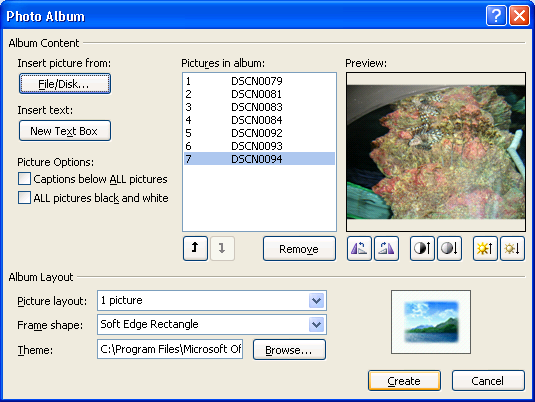 Photo Album
Album Content
Insert picture from:
File/Disk...
Insert text:
New Text Box
Picture Options:
Captions below ALL pictures
ALL pictures black and white
Pictures in album:
1 DSCN0079
2 DSCN0081
3 DSCN0083
4 DSCN0084
5 DSCN0092
6 DSCN0093
7 DSCN0094
Remove
Preview:
Album Layout
Picture layout: 1 picture
Frame shape: Soft Edge Rectangle
Theme: C:\Program Files\Microsoft Of Browse...
Create Cancel